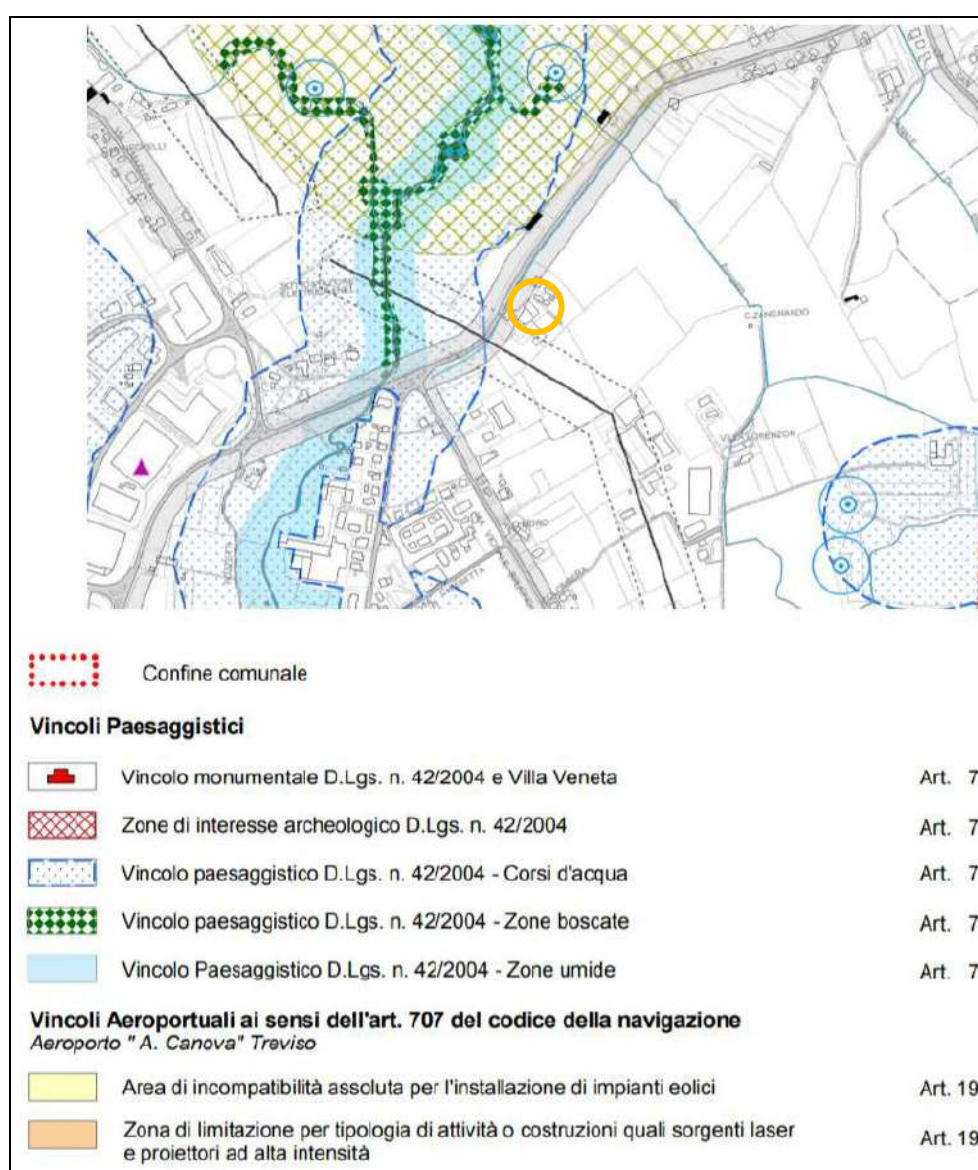 C.ZANGRANDO
Confine comunale
Vincoli Paesaggistici
Vincolo monumentale D.Lgs. n. 42/2004 e Villa Veneta Art. 7
Zone di interesse archeologico D.Lgs. n. 42/2004 Art. 7
Vincolo paesaggistico D.Lgs. n. 42/2004 - Corsi d'acqua Art. 7
Vincolo paesaggistico D.Lgs. n. 42/2004 - Zone boscate Art. 7
Vincolo Paesaggistico D.Lgs. n. 42/2004 - Zone umide Art. 7
Vincoli Aeroportuali ai sensi dell'art. 707 del codice della navigazione
Aeroporto "A. Canova" Treviso
Area di incompatibilità assoluta per l'installazione di impianti eolici Art. 19
Zona di limitazione per tipologia di attività o costruzioni quali sorgenti laser Art. 19
e proiettori ad alta intensità